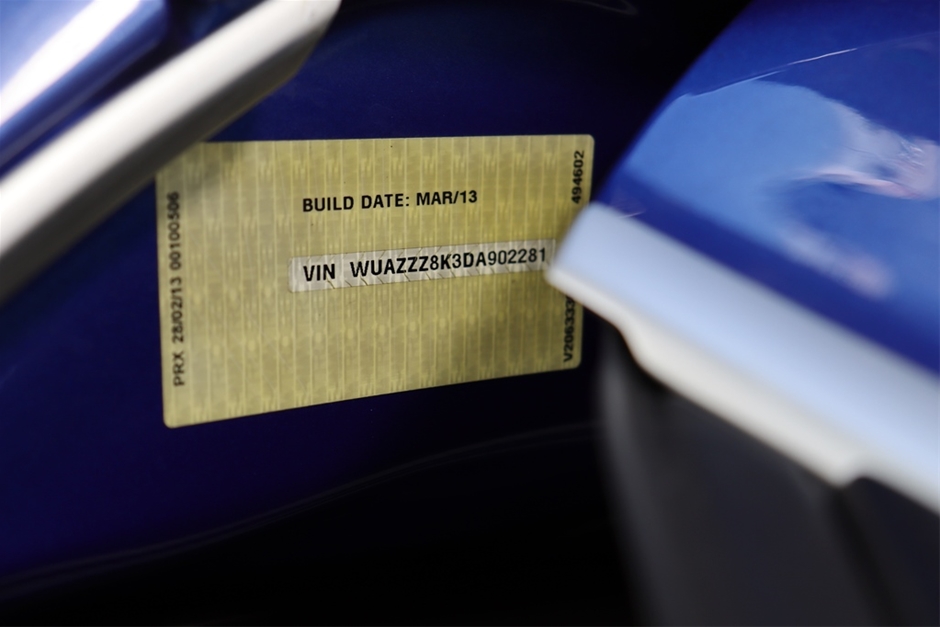 BUILD DATE: MAR/13
VIN WUAZZZ8K3DA902281
PRX 28/02/13 00100506
494602